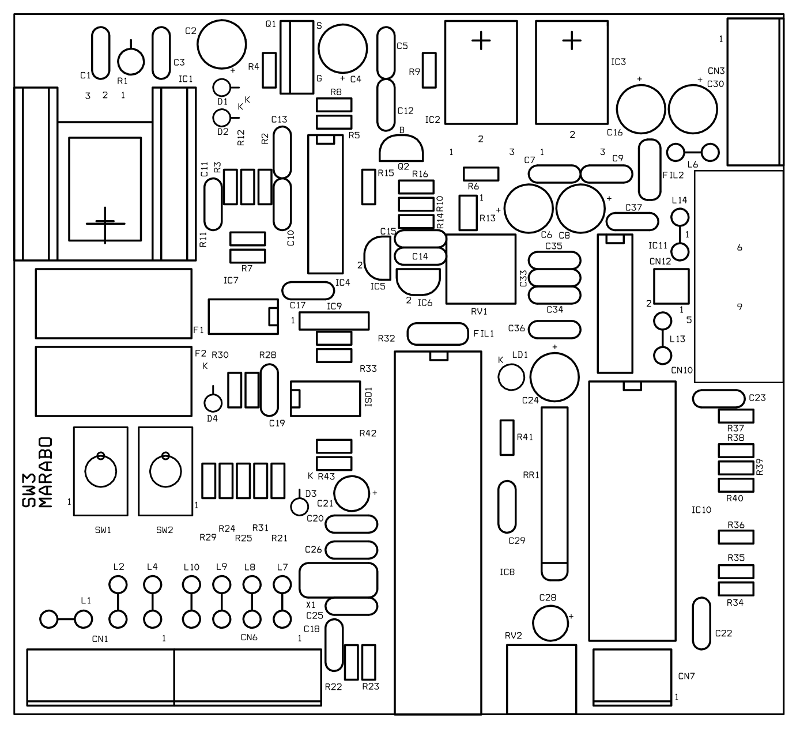 C2
Q1
S
C5
IC3
1
CN3
C1
R1
C3
IC1
R4
G
C4
R9
C30
3 2 1
D1
K
K
D2
R8
R5
C12
IC2
C16
R12
R2
C13
B
Q2
2
2
1
3
1
3
C11
R3
R15
R16
R6
C7
C9
FIL2
L6
R10
R14
1
R13
+
C6
C8
C37
L14
R11
R7
C10
C15
C14
C35
IC11
1
6
IC7
IC4
2
IC5
2
IC6
RV1
C33
C34
CN12
2
1
9
C17
IC9
1
F1
R32
FIL1
C36
5
L13
F2
R30
K
R28
R33
K
LD1
CN10
D4
C19
ISO1
C24
C23
R37
SW3
MARABO
R42
R41
R38
R39
1
1
K
R43
D3
C21
RR1
R40
SW1
SW2
R29
R24
R25
R31
R21
C20
C29
IC10
R36
C26
L2
L4
L10
L9
L8
L7
IC8
R35
L1
X1
C25
C28
R34
CN1
1
CN6
1
C18
RV2
C22
R22
R23
CN7
1